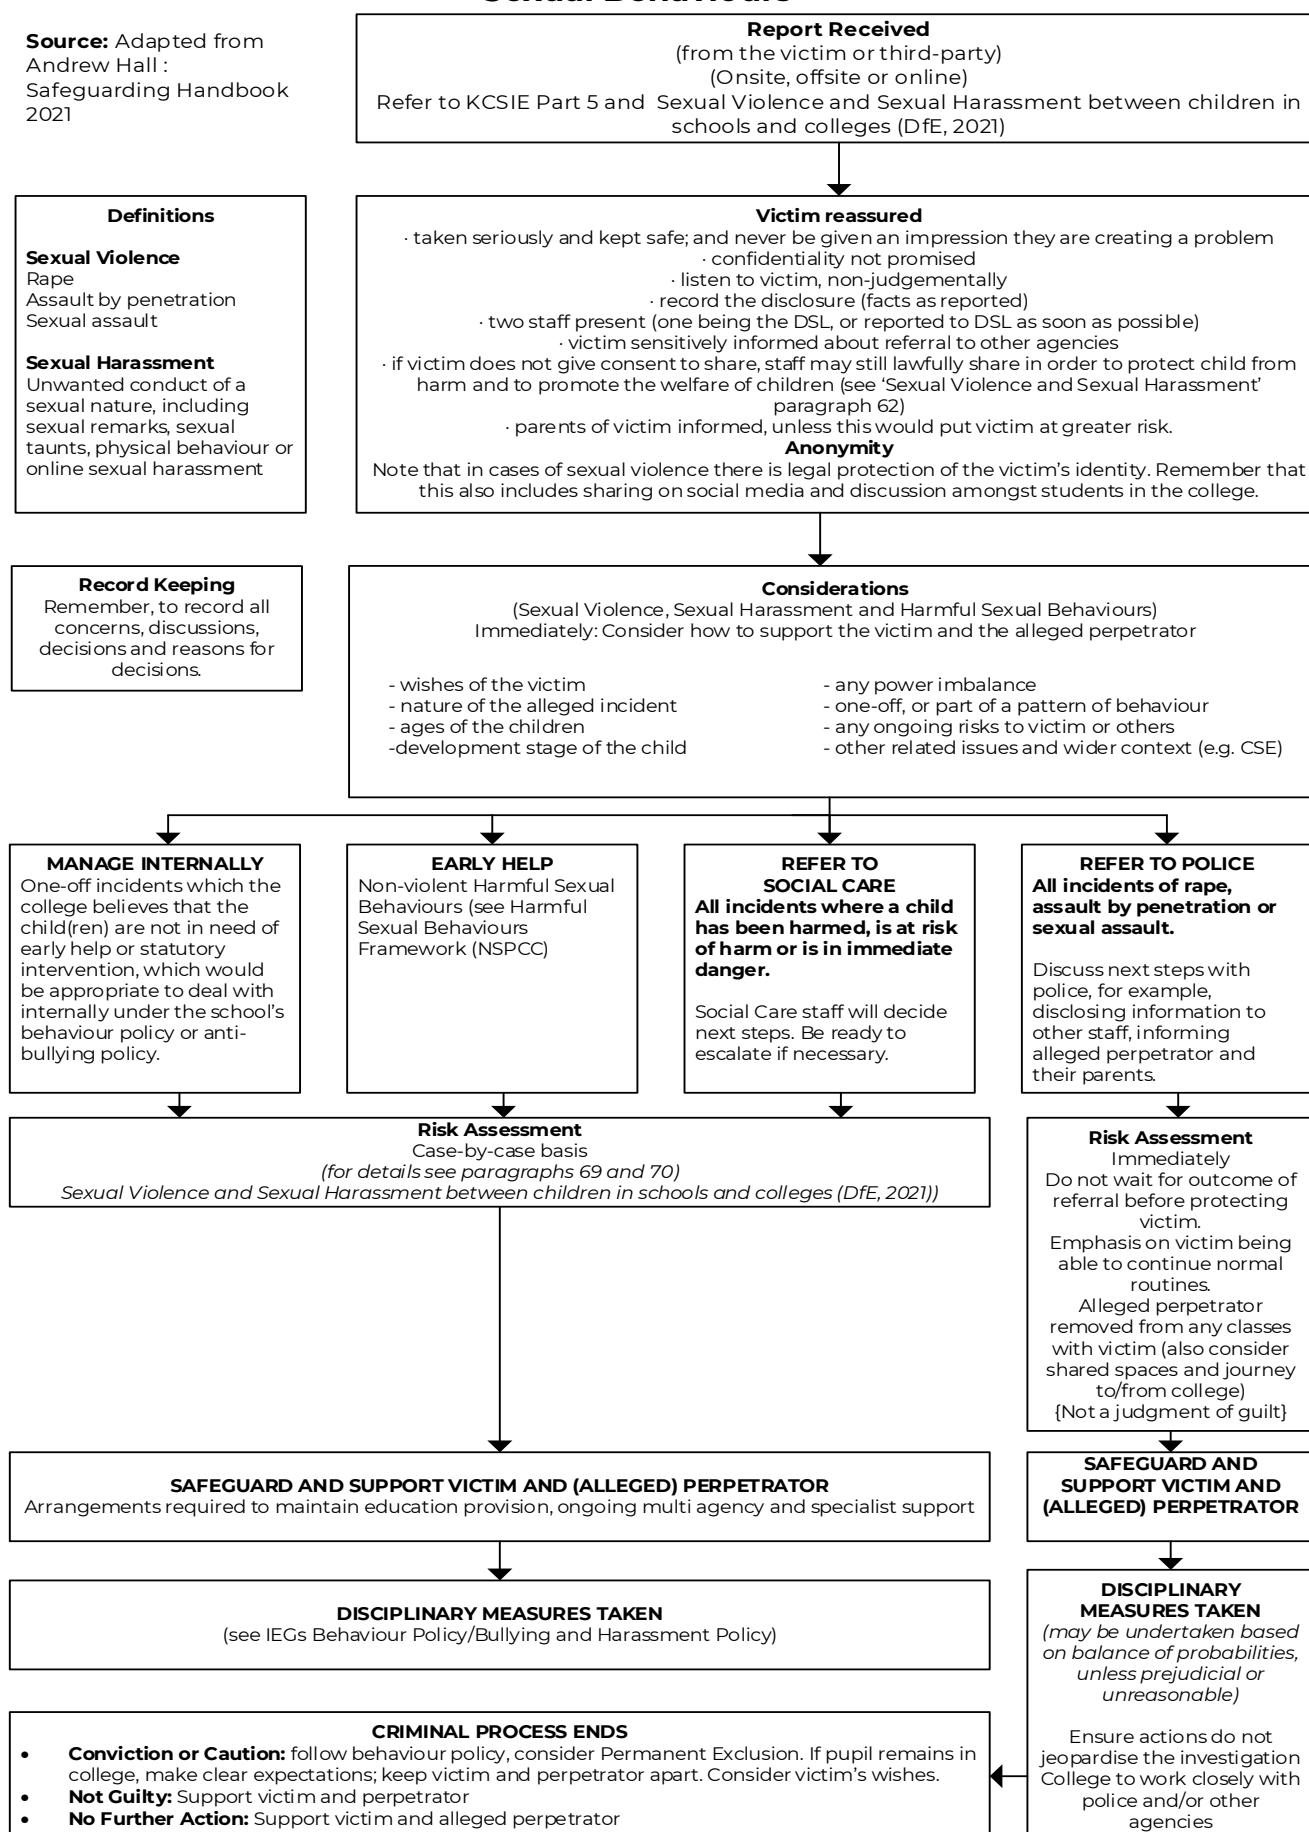 Sexual Behaviours
Source: Adapted from
Andrew Hall :
Safeguarding Handbook
2021
Report Received
(from the victim or third-party)
(Onsite, offsite or online)
Refer to KCSIE Part 5 and Sexual Violence and Sexual Harassment between children in
schools and colleges (DfE, 2021)
Definitions
Sexual Violence
Rape
Assault by penetration
Sexual assault
Sexual Harassment
Unwanted conduct of a
sexual nature, including
sexual remarks, sexual
taunts, physical behaviour or
online sexual harassment
Victim reassured
· taken seriously and kept safe; and never be given an impression they are creating a problem
· confidentiality not promised
· listen to victim, non-judgementally
· record the disclosure (facts as reported)
· two staff present (one being the DSL, or reported to DSL as soon as possible)
· victim sensitively informed about referral to other agencies
· if victim does not give consent to share, staff may still lawfully share in order to protect child from
harm and to promote the welfare of children (see ‘Sexual Violence and Sexual Harassment’
paragraph 62)
· parents of victim informed, unless this would put victim at greater risk.
Anonymity
Note that in cases of sexual violence there is legal protection of the victim’s identity. Remember that
this also includes sharing on social media and discussion amongst students in the college.
Record Keeping
Remember, to record all
concerns, discussions,
decisions and reasons for
decisions.
Considerations
(Sexual Violence, Sexual Harassment and Harmful Sexual Behaviours)
Immediately: Consider how to support the victim and the alleged perpetrator
- wishes of the victim
- nature of the alleged incident
- ages of the children
-development stage of the child
- any power imbalance
- one-off, or part of a pattern of behaviour
- any ongoing risks to victim or others
- other related issues and wider context (e.g. CSE)
MANAGE INTERNALLY
One-off incidents which the
college believes that the
child(ren) are not in need of
early help or statutory
intervention, which would
be appropriate to deal with
internally under the school’s
behaviour policy or anti-
bullying policy.
EARLY HELP
Non-violent Harmful Sexual
Behaviours (see Harmful
Sexual Behaviours
Framework (NSPCC)
REFER TO
SOCIAL CARE
All incidents where a child
has been harmed, is at risk
of harm or is in immediate
danger.
Social Care staff will decide
next steps. Be ready to
escalate if necessary.
REFER TO POLICE
All incidents of rape,
assault by penetration or
sexual assault.
Discuss next steps with
police, for example,
disclosing information to
other staff, informing
alleged perpetrator and
their parents.
Risk Assessment
Case-by-case basis
(for details see paragraphs 69 and 70)
Sexual Violence and Sexual Harassment between children in schools and colleges (DfE, 2021))
Risk Assessment
Immediately
Do not wait for outcome of
referral before protecting
victim.
Emphasis on victim being
able to continue normal
routines.
Alleged perpetrator
removed from any classes
with victim (also consider
shared spaces and journey
to/from college)
{Not a judgment of guilt}
SAFEGUARD AND SUPPORT VICTIM AND (ALLEGED) PERPETRATOR
Arrangements required to maintain education provision, ongoing multi agency and specialist support
SAFEGUARD AND
SUPPORT VICTIM AND
(ALLEGED) PERPETRATOR
DISCIPLINARY MEASURES TAKEN
(see IEGs Behaviour Policy/Bullying and Harassment Policy)
DISCIPLINARY
MEASURES TAKEN
(may be undertaken based
on balance of probabilities,
unless prejudicial or
unreasonable)
Ensure actions do not
jeopardise the investigation
College to work closely with
police and/or other
agencies
CRIMINAL PROCESS ENDS
• Conviction or Caution: follow behaviour policy, consider Permanent Exclusion. If pupil remains in
college, make clear expectations; keep victim and perpetrator apart. Consider victim’s wishes.
• Not Guilty: Support victim and perpetrator
• No Further Action: Support victim and alleged perpetrator